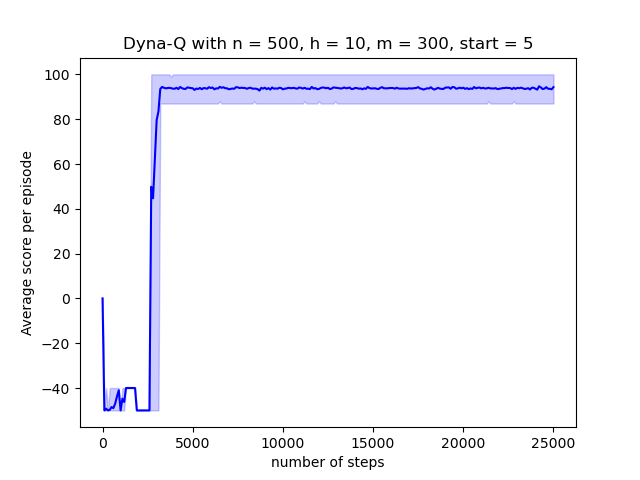 Dyna-Q with n = 500, h = 10, m = 300, start = 5
Average score per episode
100
80
60
40
20
0
−20
−40
0 5000 10000 15000 20000 25000
number of steps